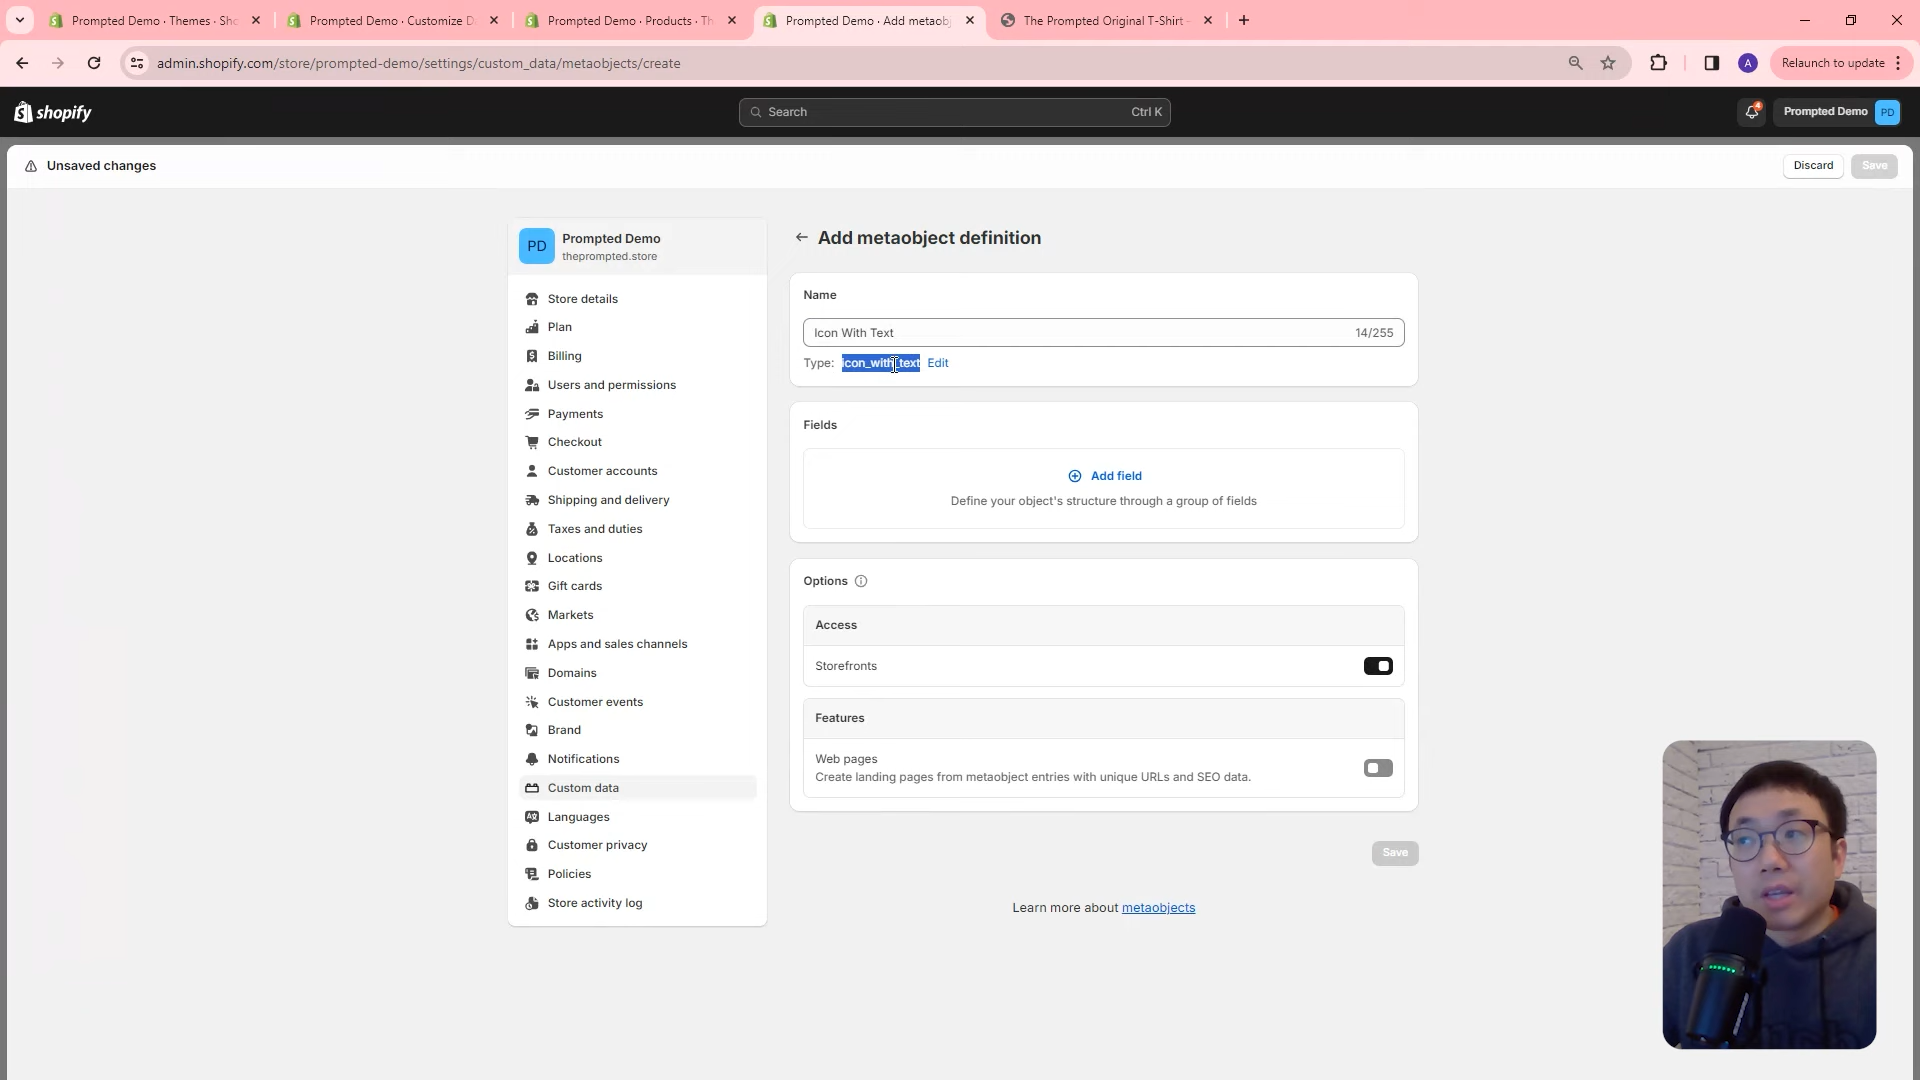 Prompted Demo · Themes · Sho
Prompted Demo · Customize D
Prompted Demo · Products · Th
Prompted Demo · Add metaobj
The Prompted Original T-Shirt –
admin.shopify.com/store/prompted-demo/settings/custom_data/metaobjects/create
A
Relaunch to update
shopify
Search
Ctrl K
4
Prompted Demo
PD
Unsaved changes
Discard
Save
PD
Prompted Demo
theprompted.store
Store details
Plan
Billing
Users and permissions
Payments
Checkout
Customer accounts
Shipping and delivery
Taxes and duties
Locations
Gift cards
Markets
Apps and sales channels
Domains
Customer events
Brand
Notifications
Custom data
Languages
Customer privacy
Policies
Store activity log
Add metaobject definition
Name
Icon With Text
14/255
Type: icon_with_text Edit
Fields
Add field
Define your object's structure through a group of fields
Options
Access
Storefronts
Features
Web pages
Create landing pages from metaobject entries with unique URLs and SEO data.
Save
Learn more about metaobjects